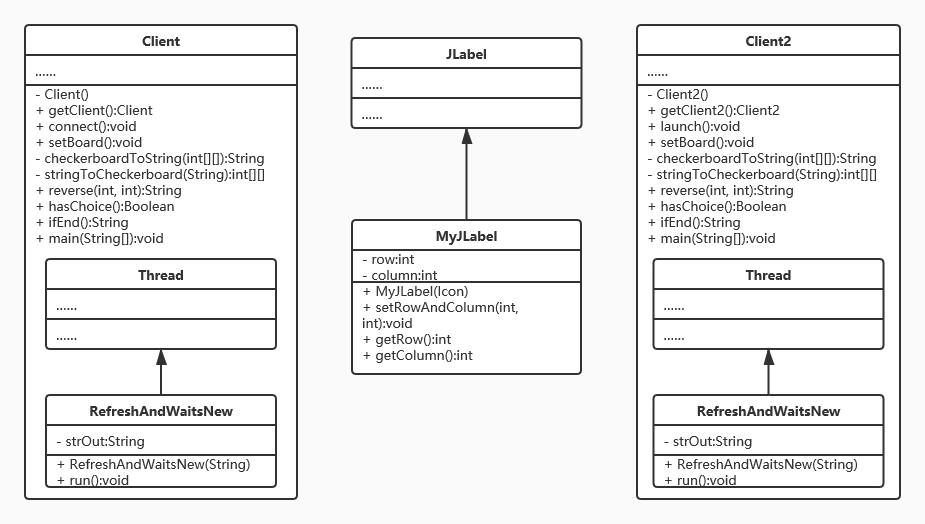 Client
......
- Client()
+ getClient():Client
+ connect():void
+ setBoard():void
- checkerboardToString(int[][]):String
- stringToCheckerboard(String):int[][]
+ reverse(int, int):String
+ hasChoice():Boolean
+ ifEnd():String
+ main(String[]):void
Thread
......
......
RefreshAndWaitsNew
- strOut:String
+ RefreshAndWaitsNew(String)
+ run():void
JLabel
......
......
MyJLabel
- row:int
- column:int
+ MyJLabel(Icon)
+ setRowAndColumn(int,
int):void
+ getRow():int
+ getColumn():int
Client2
......
- Client2()
+ getClient2():Client2
+ launch():void
+ setBoard():void
- checkerboardToString(int[][]):String
- stringToCheckerboard(String):int[][]
+ reverse(int, int):String
+ hasChoice():Boolean
+ ifEnd():String
+ main(String[]):void
Thread
......
......
RefreshAndWaitsNew
- strOut:String
+ RefreshAndWaitsNew(String)
+ run():void